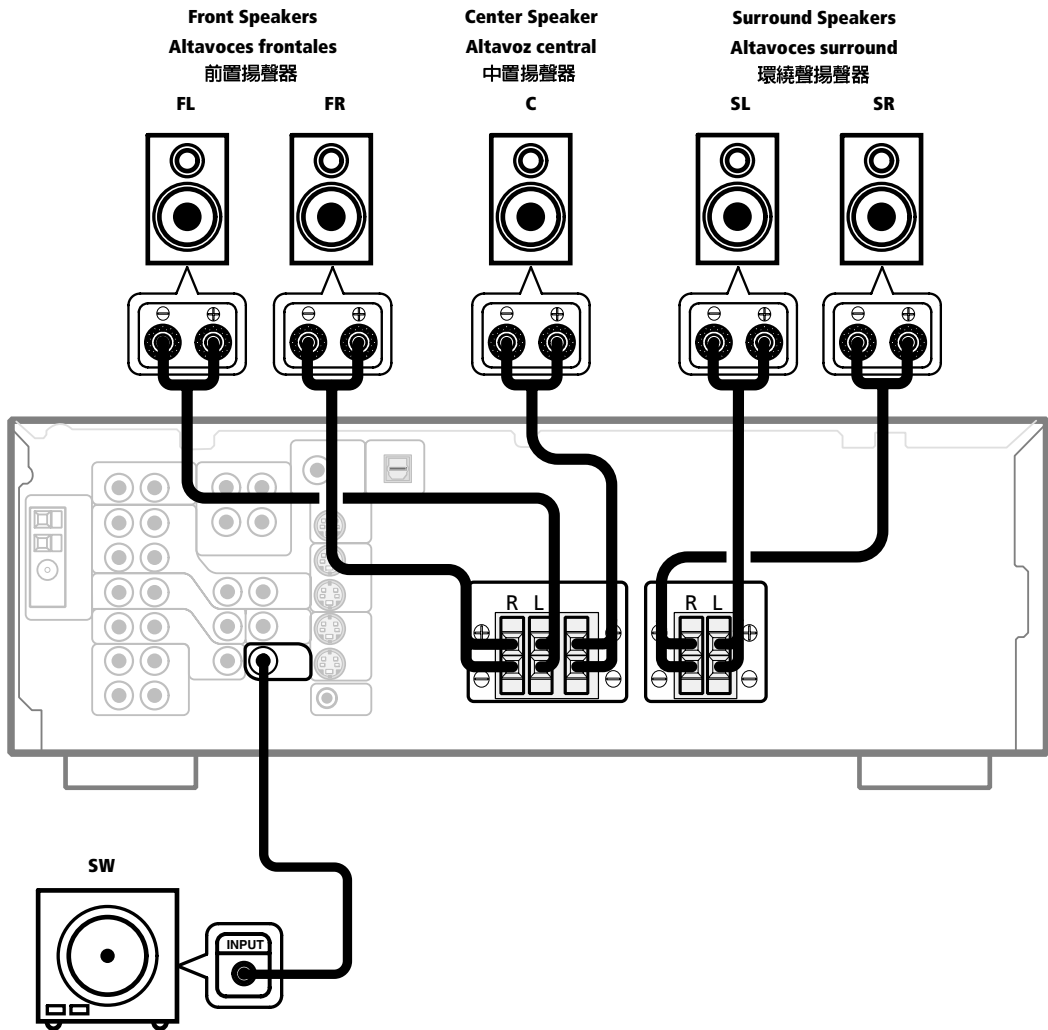 Front Speakers
Altavoces frontales
前置揚聲器
Center Speaker
Altavoz central
中置揚聲器
Surround Speakers
Altavoces surround
環繞聲揚聲器
FL FR C SL SR
R L R L
SW
INPUT